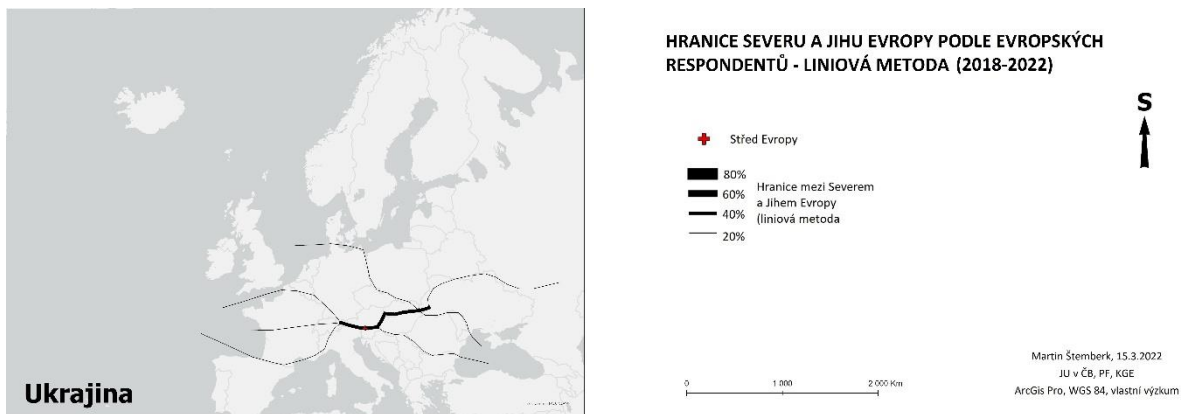 Ukrajina
HRANICE SEVERU A JIHU EVROPY PODLE EVROPSKÝCH
RESPONDENTŮ - LINIOVÁ METODA (2018-2022)
S
Střed Evropy
80%
60%
40%
20%
Hranice mezi Severem
a Jihem Evropy
(liniová metoda
0 1 000 2 000 Km
Martin Štemberk, 15.3.2022
JU v ČB, PF, KGE
ArcGis Pro, WGS 84, vlastní výzkum